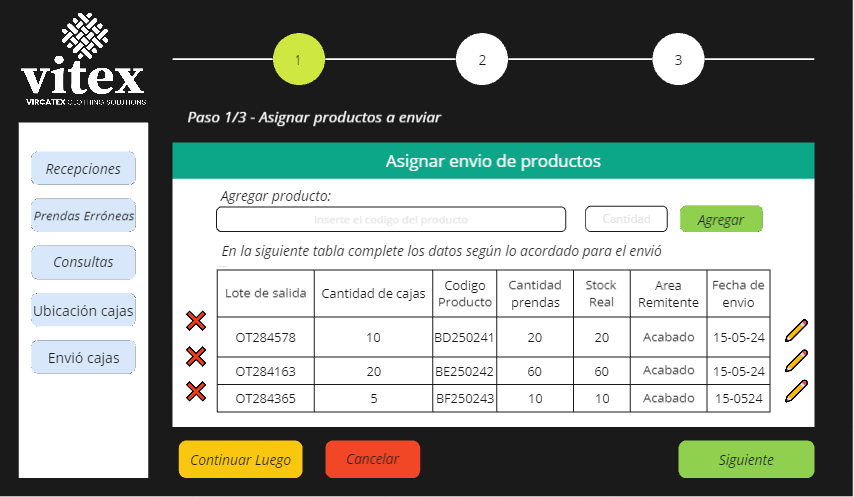 vitex
VIRCATEX CLOTHING SOLUTIONS
1
2
3
Paso 1/3 - Asignar productos a enviar
Recepciones
Prendas Erróneas
Consultas
Ubicación cajas
Envió cajas
Asignar envio de productos
Agregar producto:
Inserte el codigo del producto
Cantidad
Agregar
En la siguiente tabla complete los datos según lo acordado para el envió
Lote de salida Cantidad de cajas Codigo Producto Cantidad prendas Stock Real Area Remitente Fecha de envio
OT284578 10 BD250241 20 20 Acabado 15-05-24
OT284163 20 BE250242 60 60 Acabado 15-05-24
OT284365 5 BF250243 10 10 Acabado 15-0524
Continuar Luego
Cancelar
Siguiente